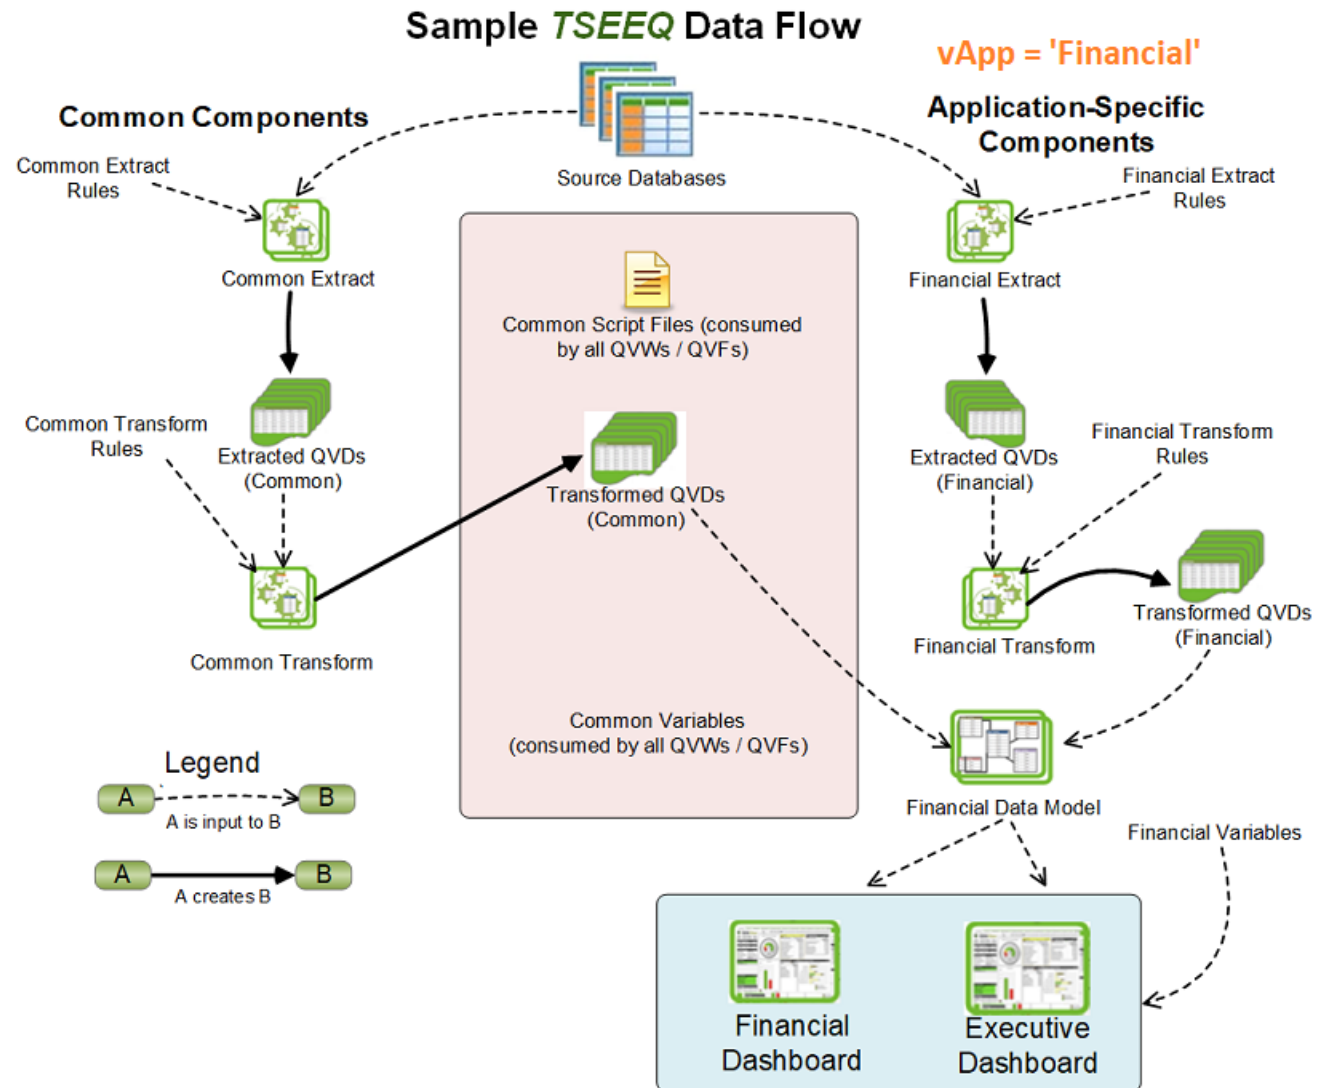 Sample TSEEQ Data Flow
vApp = 'Financial'
Common Components
Application-Specific
Components
Common Extract
Rules
Source Databases
Financial Extract
Rules
Common Extract
Financial Extract
Common Script Files (consumed
by all QVWs / QVFs)
Common Transform
Rules
Extracted QVDs
(Common)
Transformed QVDs
(Common)
Extracted QVDs
(Financial)
Financial Transform
Rules
Common Transform
Financial Transform
Transformed QVDs
(Financial)
Common Variables
(consumed by all QVWs / QVFs)
Legend
A
B
A is input to B
A
B
A creates B
Financial Data Model
Financial Variables
Financial
Dashboard
Executive
Dashboard